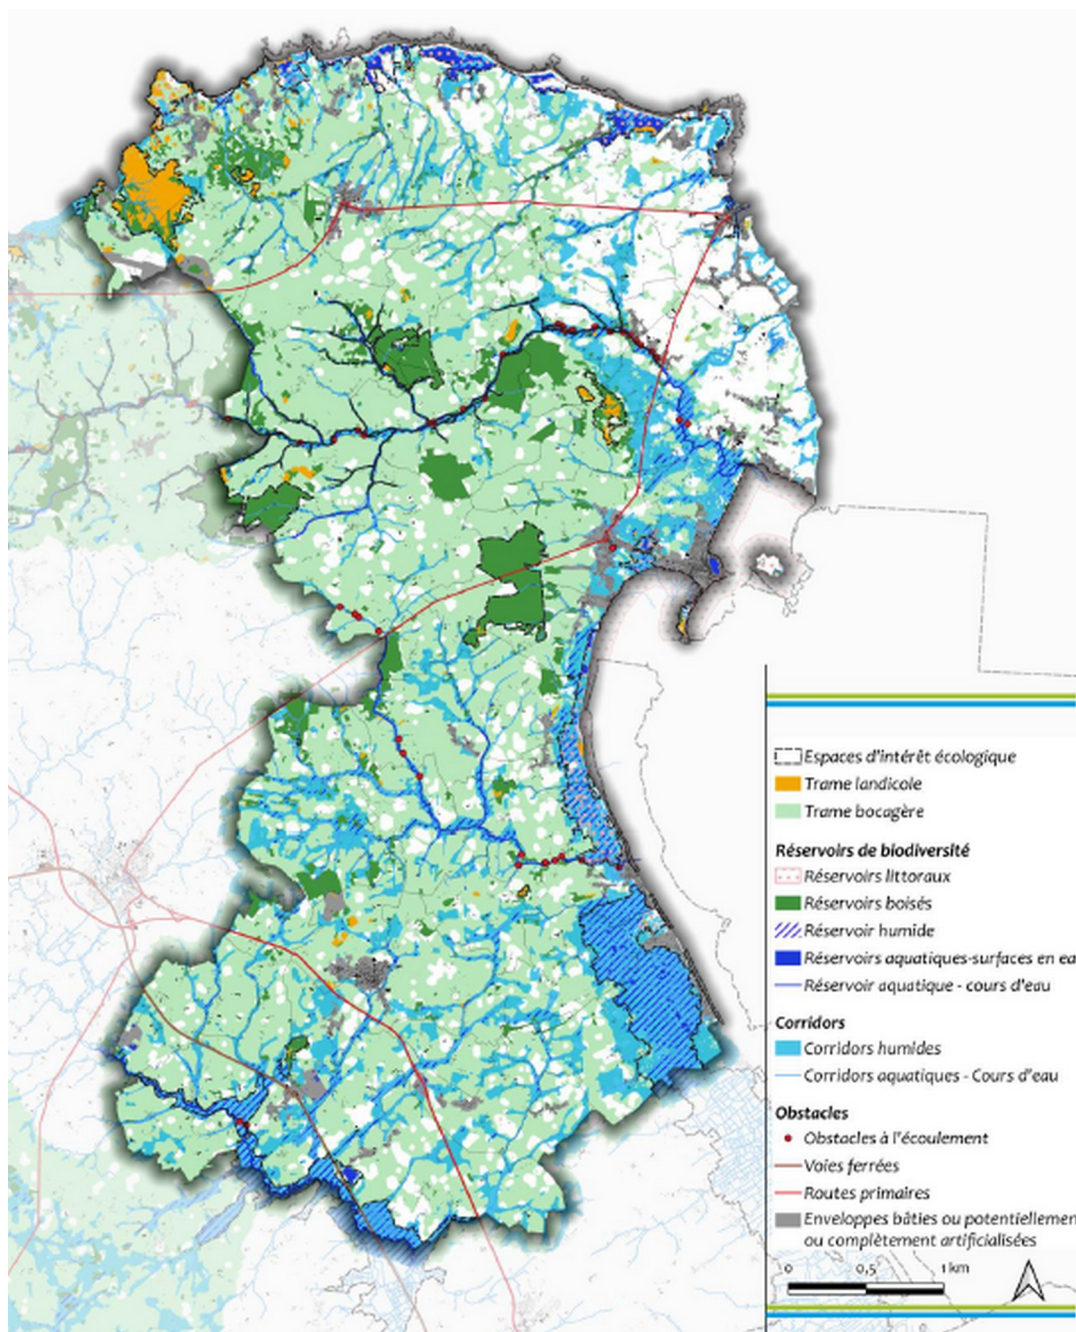 Espaces d'intérêt écologique
Trame landicole
Trame bocagère
Réservoirs de biodiversité
Réservoirs littoraux
Réservoirs boisés
Réservoir humide
Réservoirs aquatiques-surfaces en ea
Réservoir aquatique - cours d'eau
Corridors
Corridors humides
Corridors aquatiques - Cours d'eau
Obstacles
Obstacles à l'écoulement
Voies ferrées
Routes primaires
Enveloppes bâties ou potentiellemen
ou complètement artificialisées
0 0,5 1 km